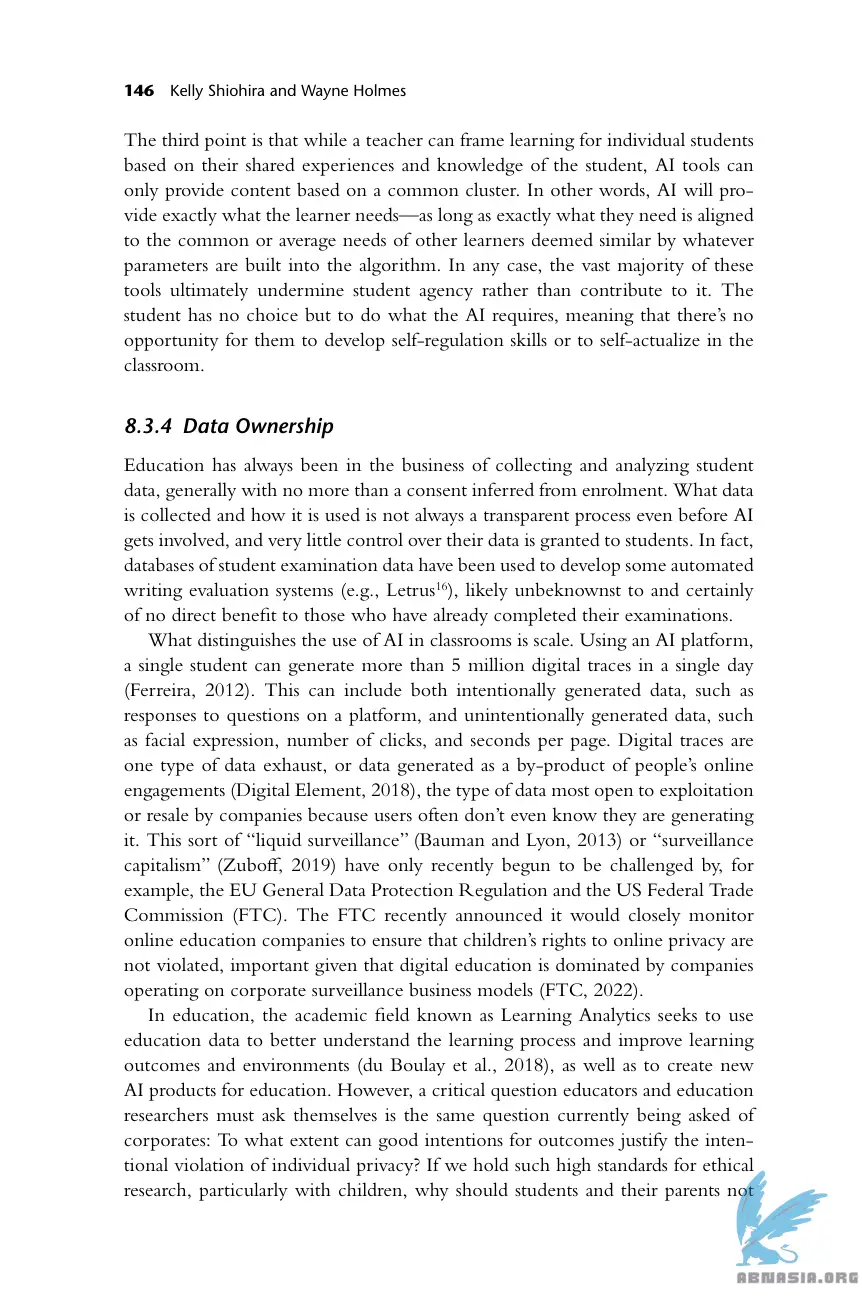 146 Kelly Shiohira and Wayne Holmes
The third point is that while a teacher can frame learning for individual students
based on their shared experiences and knowledge of the student, AI tools can
only provide content based on a common cluster. In other words, AI will pro-
vide exactly what the learner needs—as long as exactly what they need is aligned
to the common or average needs of other learners deemed similar by whatever
parameters are built into the algorithm. In any case, the vast majority of these
tools ultimately undermine student agency rather than contribute to it. The
student has no choice but to do what the AI requires, meaning that there’s no
opportunity for them to develop self-regulation skills or to self-actualize in the
classroom.
8.3.4 Data Ownership
Education has always been in the business of collecting and analyzing student
data, generally with no more than a consent inferred from enrolment. What data
is collected and how it is used is not always a transparent process even before AI
gets involved, and very little control over their data is granted to students. In fact,
databases of student examination data have been used to develop some automated
writing evaluation systems (e.g., Letrus16), likely unbeknownst to and certainly
of no direct benefit to those who have already completed their examinations.
What distinguishes the use of AI in classrooms is scale. Using an AI platform,
a single student can generate more than 5 million digital traces in a single day
(Ferreira, 2012). This can include both intentionally generated data, such as
responses to questions on a platform, and unintentionally generated data, such
as facial expression, number of clicks, and seconds per page. Digital traces are
one type of data exhaust, or data generated as a by-product of people’s online
engagements (Digital Element, 2018), the type of data most open to exploitation
or resale by companies because users often don’t even know they are generating
it. This sort of “liquid surveillance” (Bauman and Lyon, 2013) or “surveillance
capitalism” (Zuboff, 2019) have only recently begun to be challenged by, for
example, the EU General Data Protection Regulation and the US Federal Trade
Commission (FTC). The FTC recently announced it would closely monitor
online education companies to ensure that children’s rights to online privacy are
not violated, important given that digital education is dominated by companies
operating on corporate surveillance business models (FTC, 2022).
In education, the academic field known as Learning Analytics seeks to use
education data to better understand the learning process and improve learning
outcomes and environments (du Boulay et al., 2018), as well as to create new
AI products for education. However, a critical question educators and education
researchers must ask themselves is the same question currently being asked of
corporates: To what extent can good intentions for outcomes justify the inten-
tional violation of individual privacy? If we hold such high standards for ethical
research, particularly with children, why should students and their parents not
ABNASIA.ORG